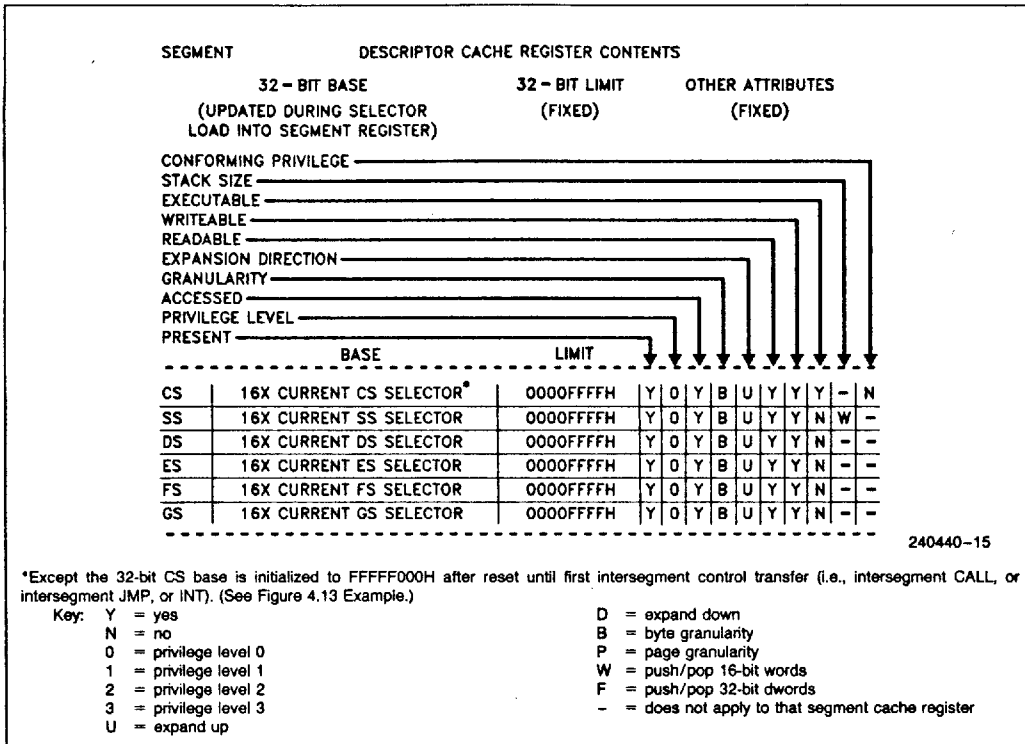 SEGMENT DESCRIPTOR CACHE REGISTER CONTENTS
32 - BIT BASE 32 - BIT LIMIT OTHER ATTRIBUTES
(UPDATED DURING SELECTOR (FIXED) (FIXED)
LOAD INTO SEGMENT REGISTER)
CONFORMING PRIVILEGE
STACK SIZE
EXECUTABLE
WRITEABLE
READABLE
EXPANSION DIRECTION
GRANULARITY
ACCESSED
PRIVILEGE LEVEL
PRESENT
BASE LIMIT
CS 16X CURRENT CS SELECTOR* 0000FFFFH Y 0 Y B U Y Y Y - N
SS 16X CURRENT SS SELECTOR 0000FFFFH Y 0 Y B U Y Y N W -
DS 16X CURRENT DS SELECTOR 0000FFFFH Y 0 Y B U Y Y N - -
ES 16X CURRENT ES SELECTOR 0000FFFFH Y 0 Y B U Y Y N - -
FS 16X CURRENT FS SELECTOR 0000FFFFH Y 0 Y B U Y Y N - -
GS 16X CURRENT GS SELECTOR 0000FFFFH Y 0 Y B U Y Y N - -
240440-15
*Except the 32-bit CS base is initialized to FFFFF000H after reset until first intersegment control transfer (i.e., intersegment CALL, or
intersegment JMP, or INT). (See Figure 4.13 Example.)
Key: Y = yes
N = no
0 = privilege level 0
1 = privilege level 1
2 = privilege level 2
3 = privilege level 3
U = expand up
D = expand down
B = byte granularity
P = page granularity
W = push/pop 16-bit words
F = push/pop 32-bit dwords
- = does not apply to that segment cache register